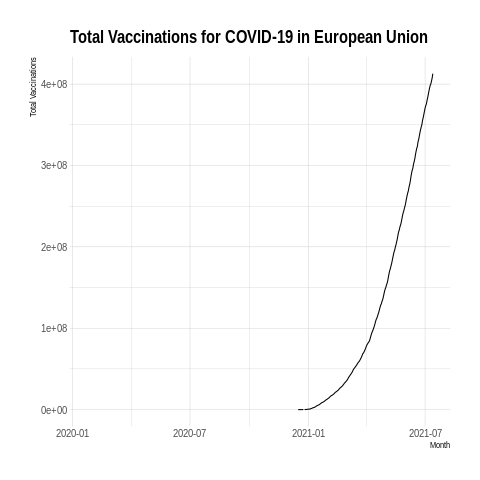 Total Vaccinations for COVID-19 in European Union
Total Vaccinations
4e+08
3e+08
2e+08
1e+08
0e+00
2020-01 2020-07 2021-01 2021-07
Month